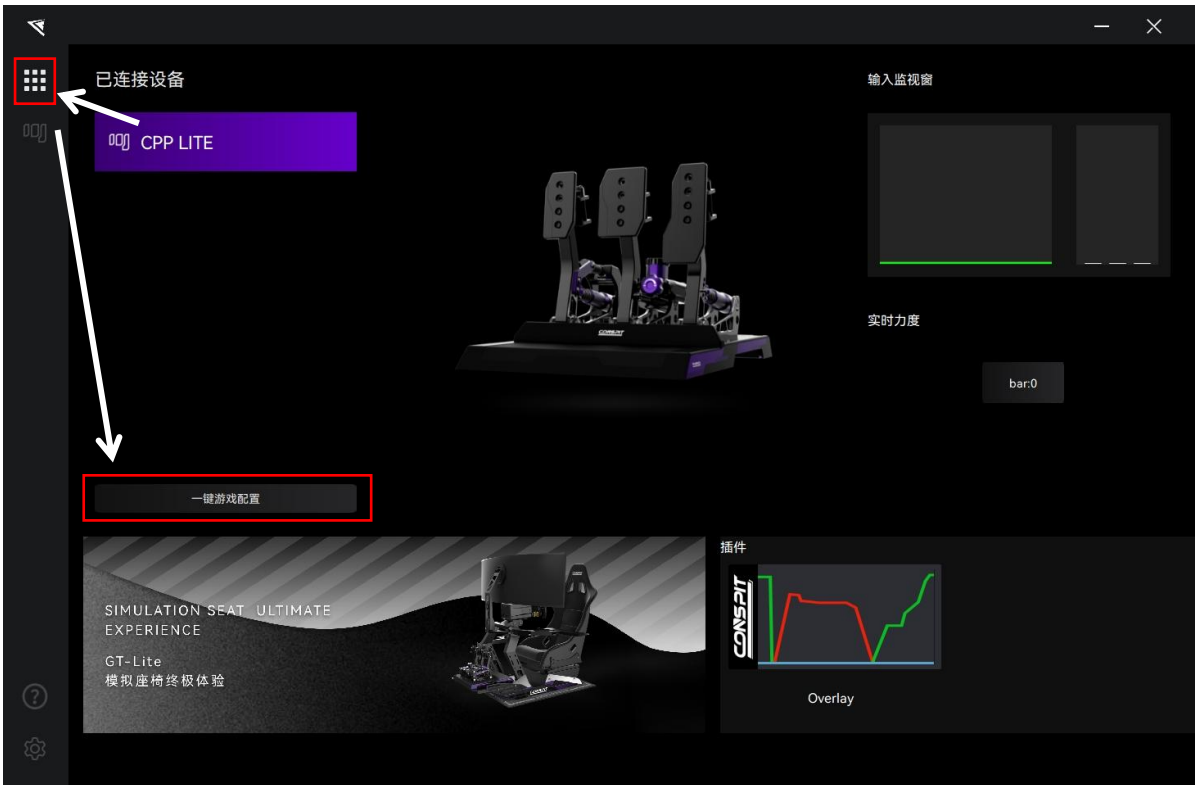 已连接设备
CPP LITE
输入监视窗
实时力度
bar:0
CONSPIT
一键游戏配置
SIMULATION SEAT ULTIMATE
EXPERIENCE
GT-Lite
模拟座椅终极体验
插件
CONSPIT
Overlay